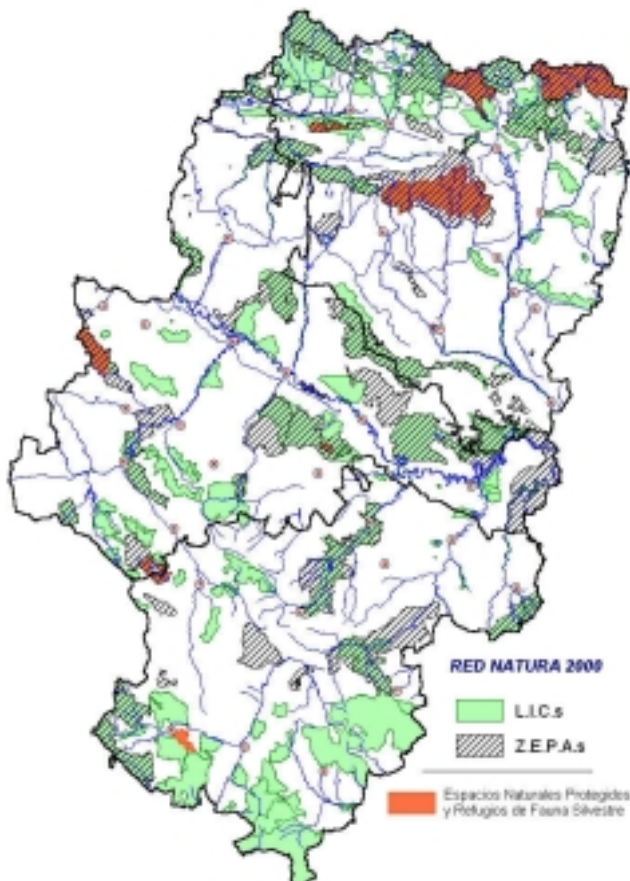 RED NATURA 2000
L.I.C.s
Z.E.P.A.s
Espacios Naturales Protegidos
y Refugios de Fauna Silvestre